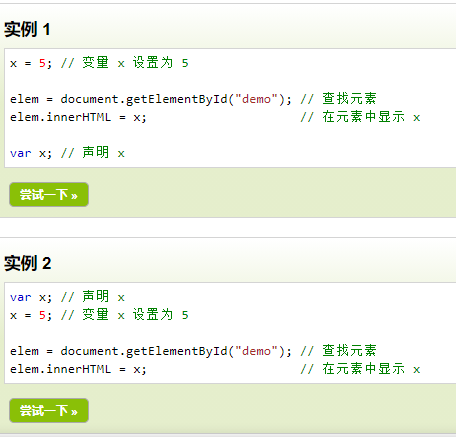 实例 1
x = 5; // 变量 x 设置为 5
elem = document.getElementById("demo"); // 查找元素
elem.innerHTML = x;                     // 在元素中显示 x
var x; // 声明 x
尝试一下 »
实例 2
var x; // 声明 x
x = 5; // 变量 x 设置为 5
elem = document.getElementById("demo"); // 查找元素
elem.innerHTML = x;                     // 在元素中显示 x
尝试一下 »